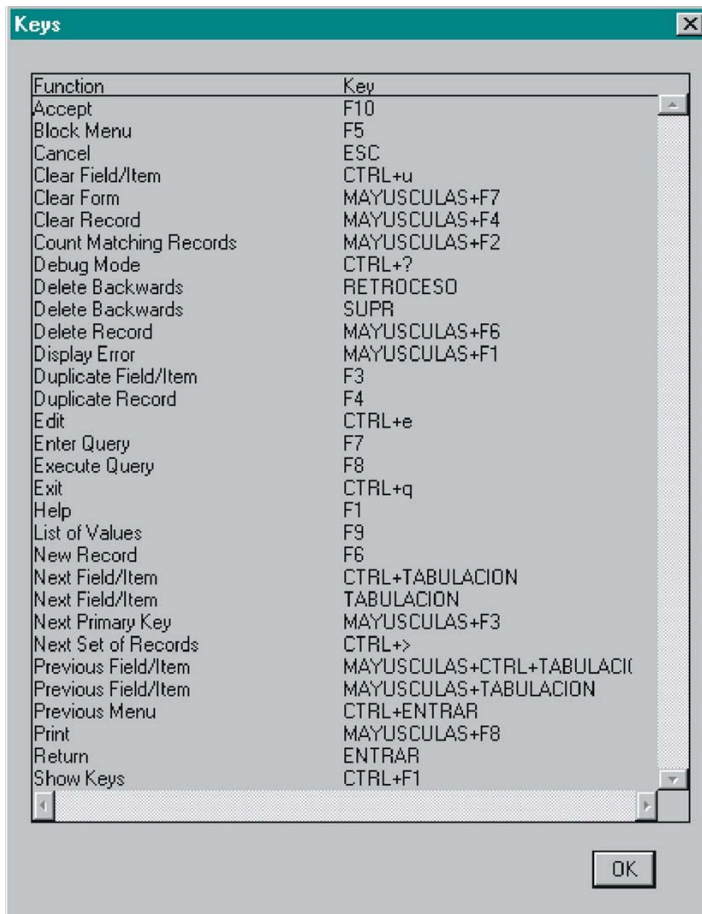 Keys
Function Key
Accept F10
Block Menu F5
Cancel ESC
Clear Field/Item CTRL+u
Clear Form MAYUSCULAS+F7
Clear Record MAYUSCULAS+F4
Count Matching Records MAYUSCULAS+F2
Debug Mode CTRL+?
Delete Backwards RETROCESO
Delete Backwards SUPR
Delete Record MAYUSCULAS+F6
Display Error MAYUSCULAS+F1
Duplicate Field/Item F3
Duplicate Record F4
Edit CTRL+e
Enter Query F7
Execute Query F8
Exit CTRL+q
Help F1
List of Values F9
New Record F6
Next Field/Item CTRL+TABULACION
Next Field/Item TABULACION
Next Primary Key MAYUSCULAS+F3
Next Set of Records CTRL+>
Previous Field/Item MAYUSCULAS+CTRL+TABULACI
Previous Field/Item MAYUSCULAS+TABULACION
Previous Menu CTRL+ENTRAR
Print MAYUSCULAS+F8
Return ENTRAR
Show Keys CTRL+F1
OK